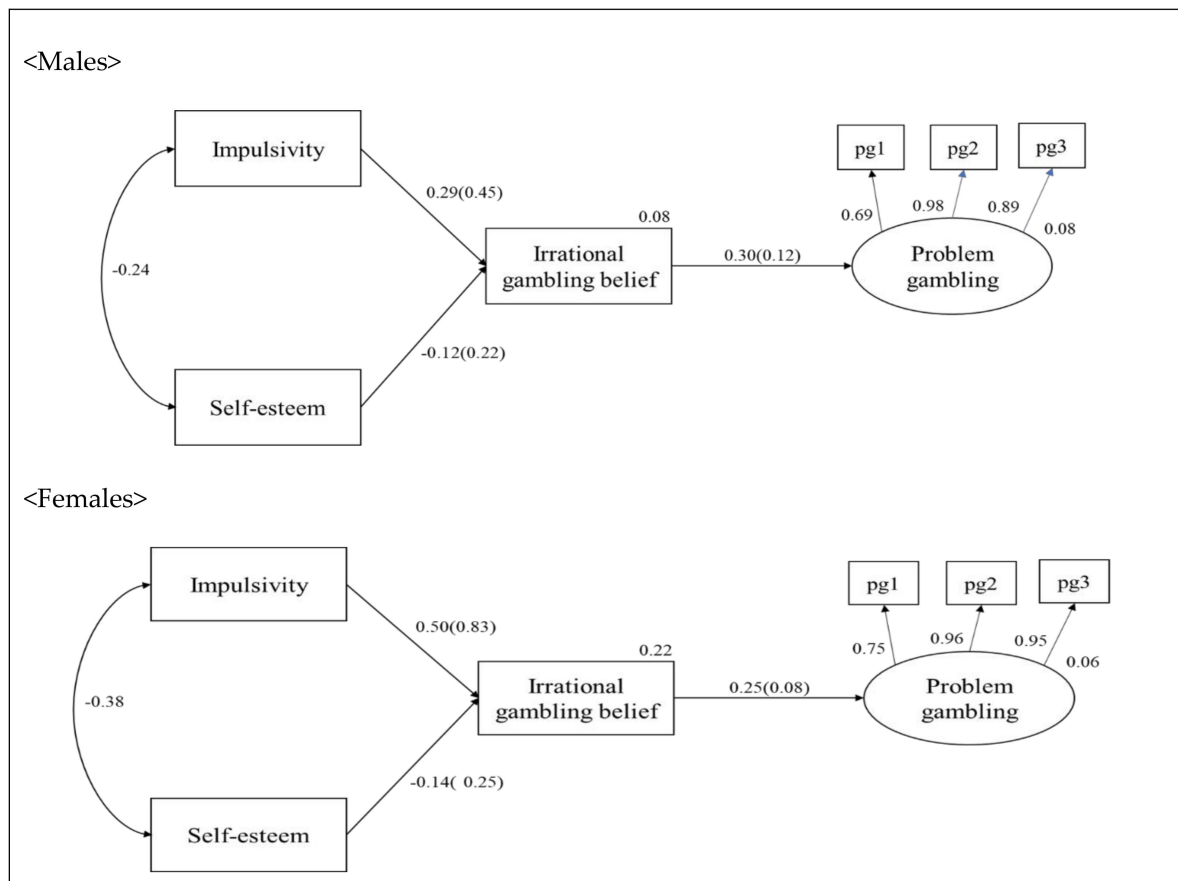 <Males>
Impulsivity
pg1
pg2
pg3
0.29(0.45)
0.08
0.69
0.98
0.89
0.08
-0.24
Irrational
gambling belief
0.30(0.12)
Problem
gambling
-0.12(0.22)
Self-esteem
<Females>
Impulsivity
pg1
pg2
pg3
0.50(0.83)
0.22
0.75
0.96
0.95
0.06
-0.38
Irrational
gambling belief
0.25(0.08)
Problem
gambling
-0.14( 0.25)
Self-esteem